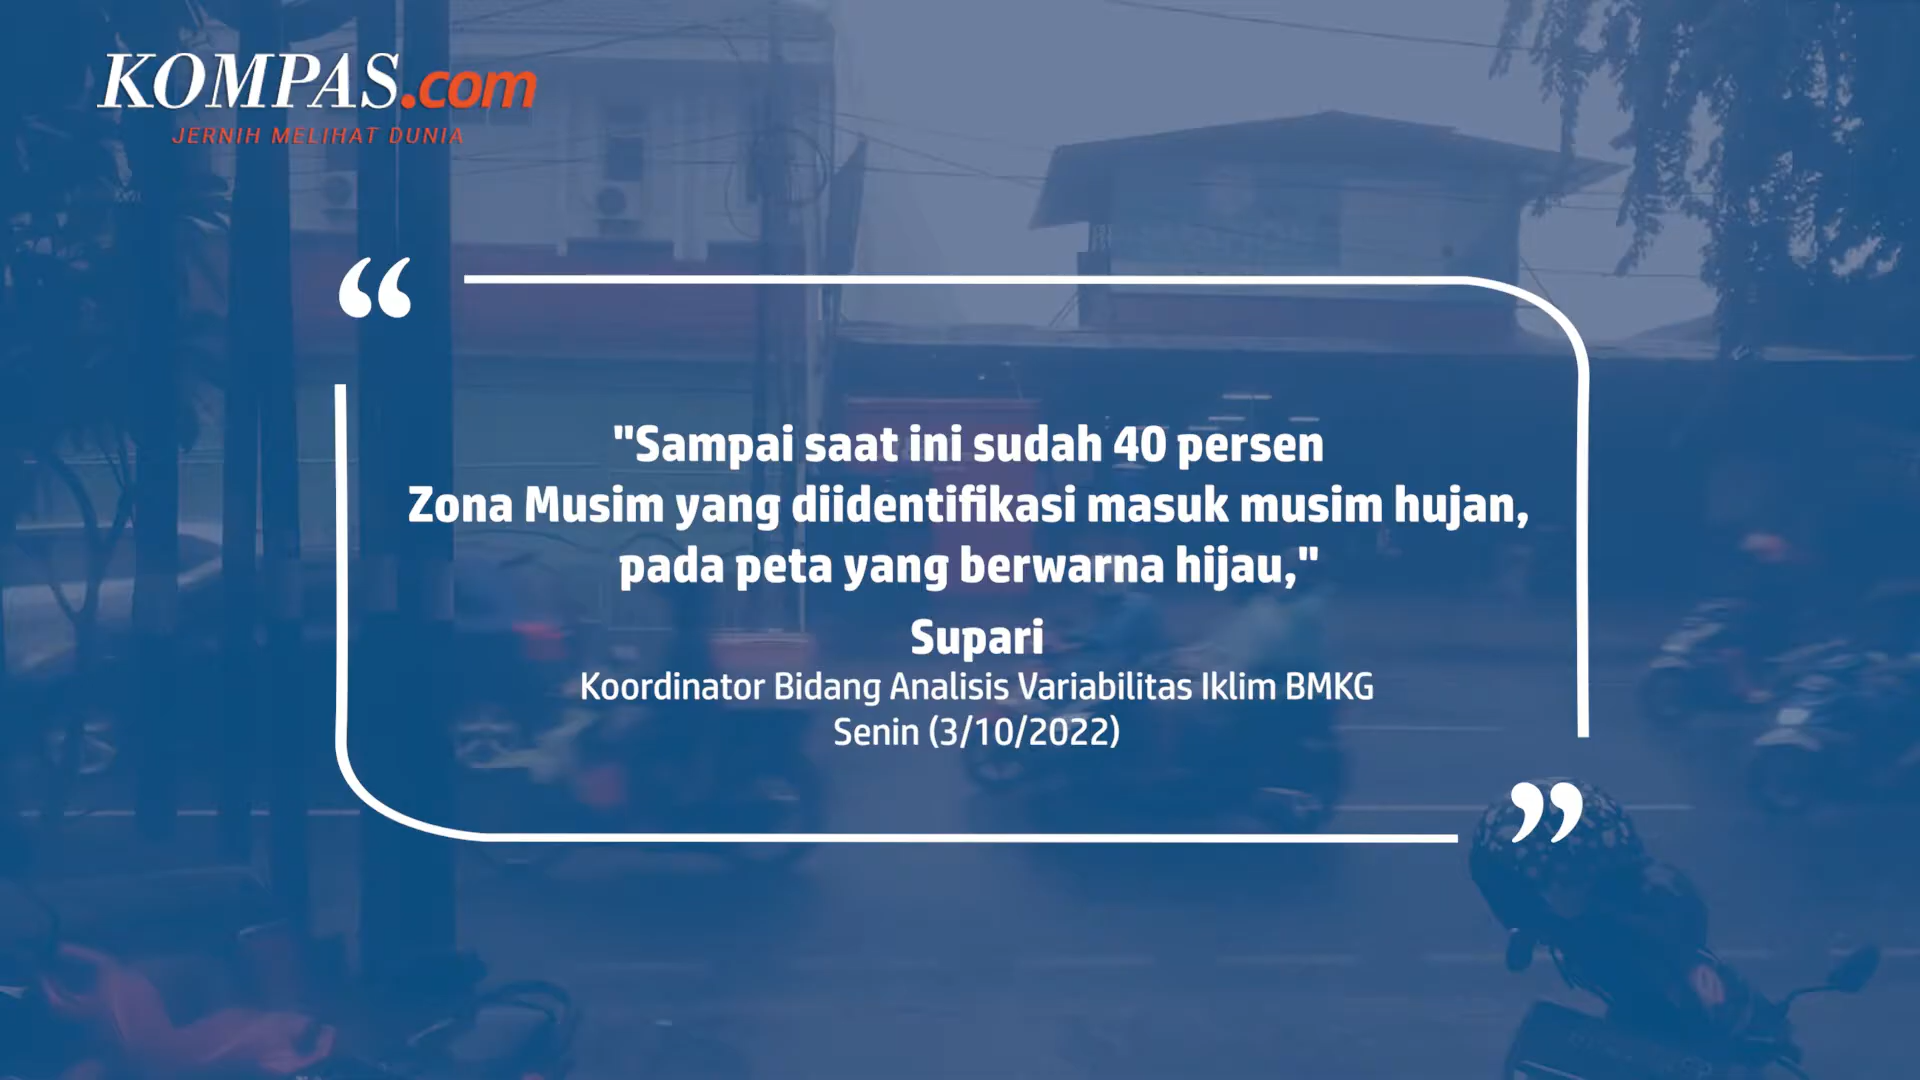 KOMPAS.com
JERNIH MELIHAT DUNIA
"Sampai saat ini sudah 40 persen
Zona Musim yang diidentifikasi masuk musim hujan,
pada peta yang berwarna hijau,"
Supari
Koordinator Bidang Analisis Variabilitas Iklim BMKG
Senin (3/10/2022)